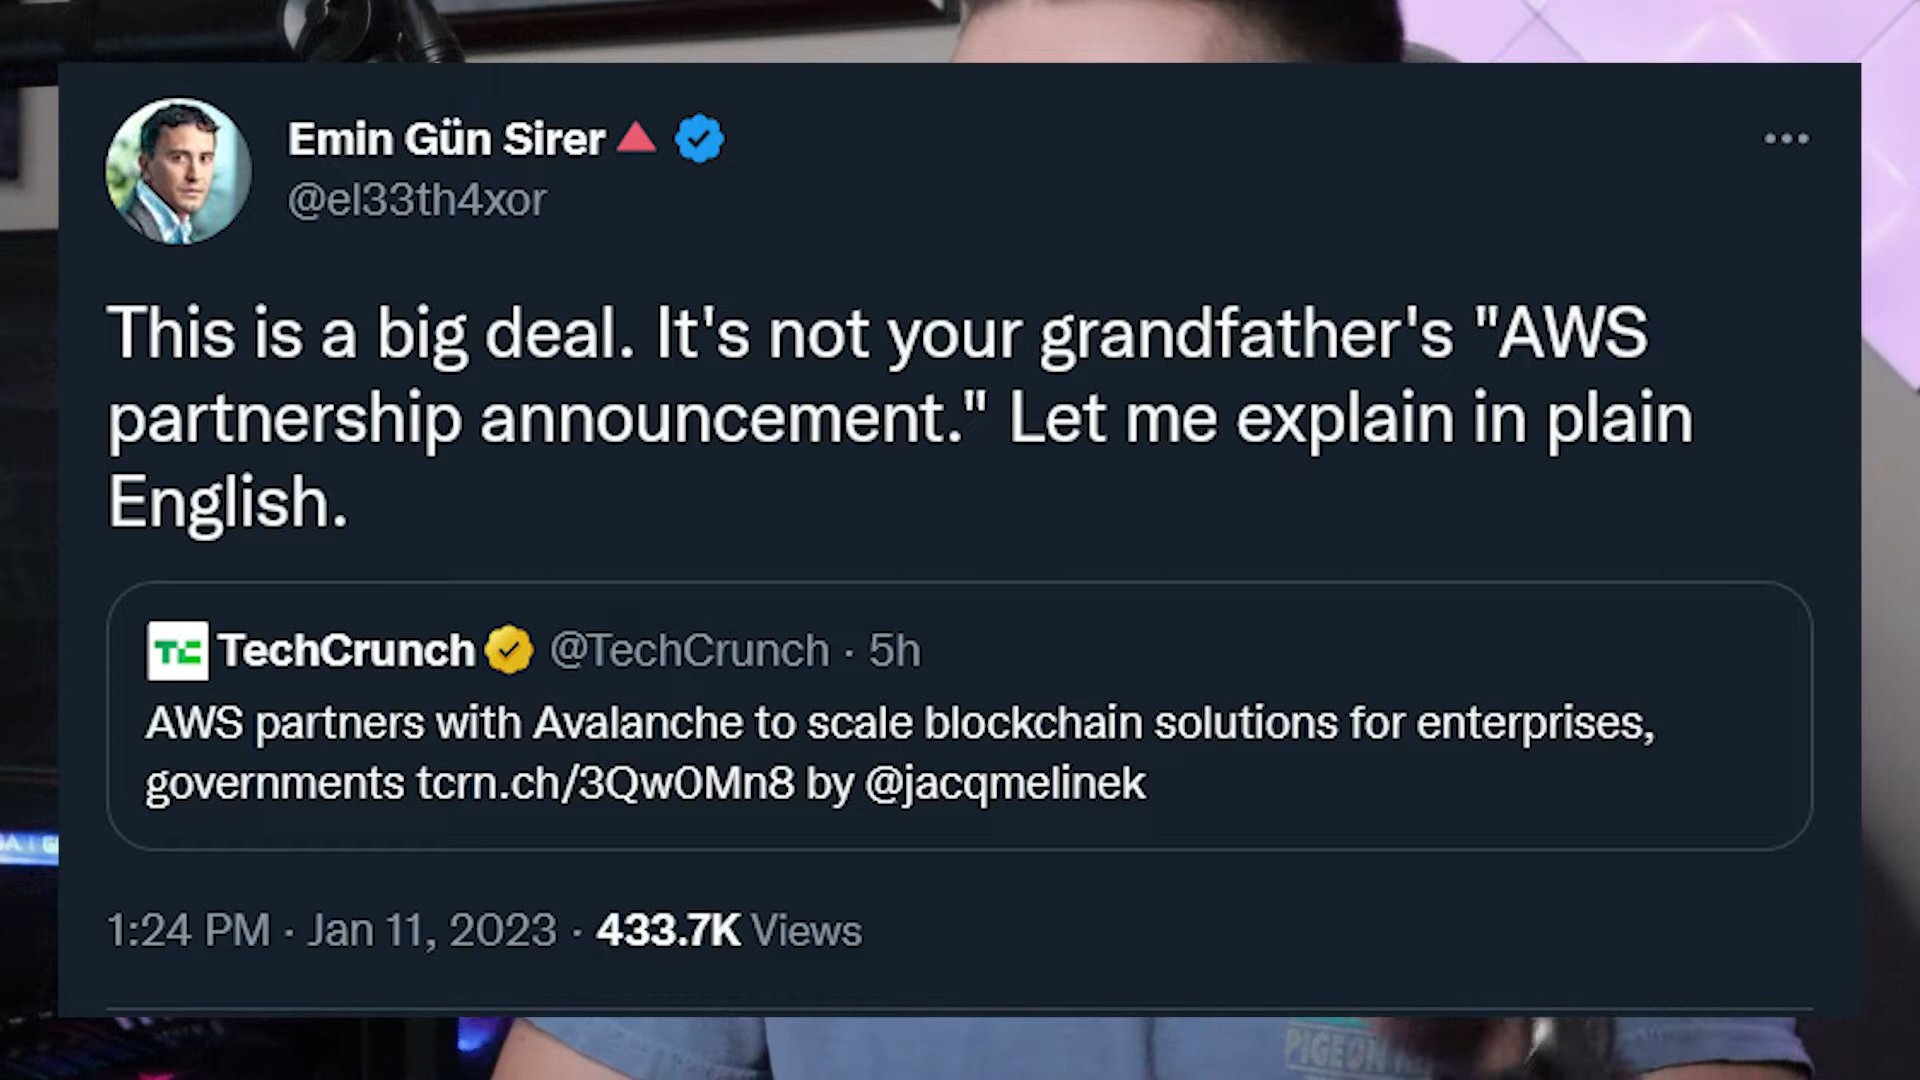 Emin Gün Sirer
@el33th4xor
This is a big deal. It's not your grandfather's "AWS
partnership announcement." Let me explain in plain
English.
TC TechCrunch @TechCrunch · 5h
AWS partners with Avalanche to scale blockchain solutions for enterprises,
governments tcrn.ch/3Qw0Mn8 by @jacqmelinek
1:24 PM · Jan 11, 2023 · 433.7K Views
PIGEON